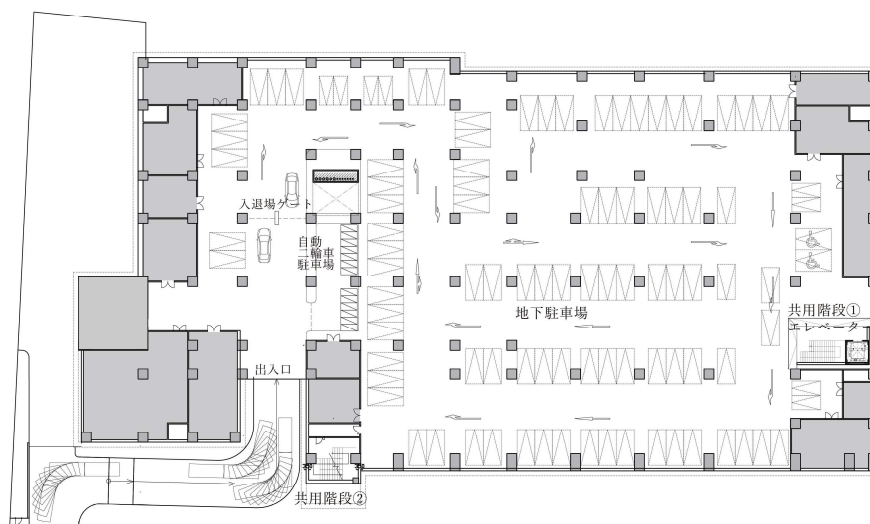 入退場ゲート
自動
二輪車
駐車場
地下駐車場
共用階段①
エレベータ
出入口
共用階段②